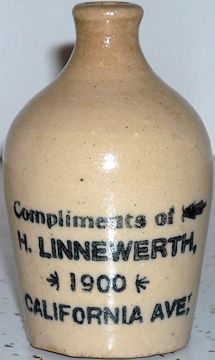 Compliments of
H. LINNEWERTH,
1900
CALIFORNIA AVE;